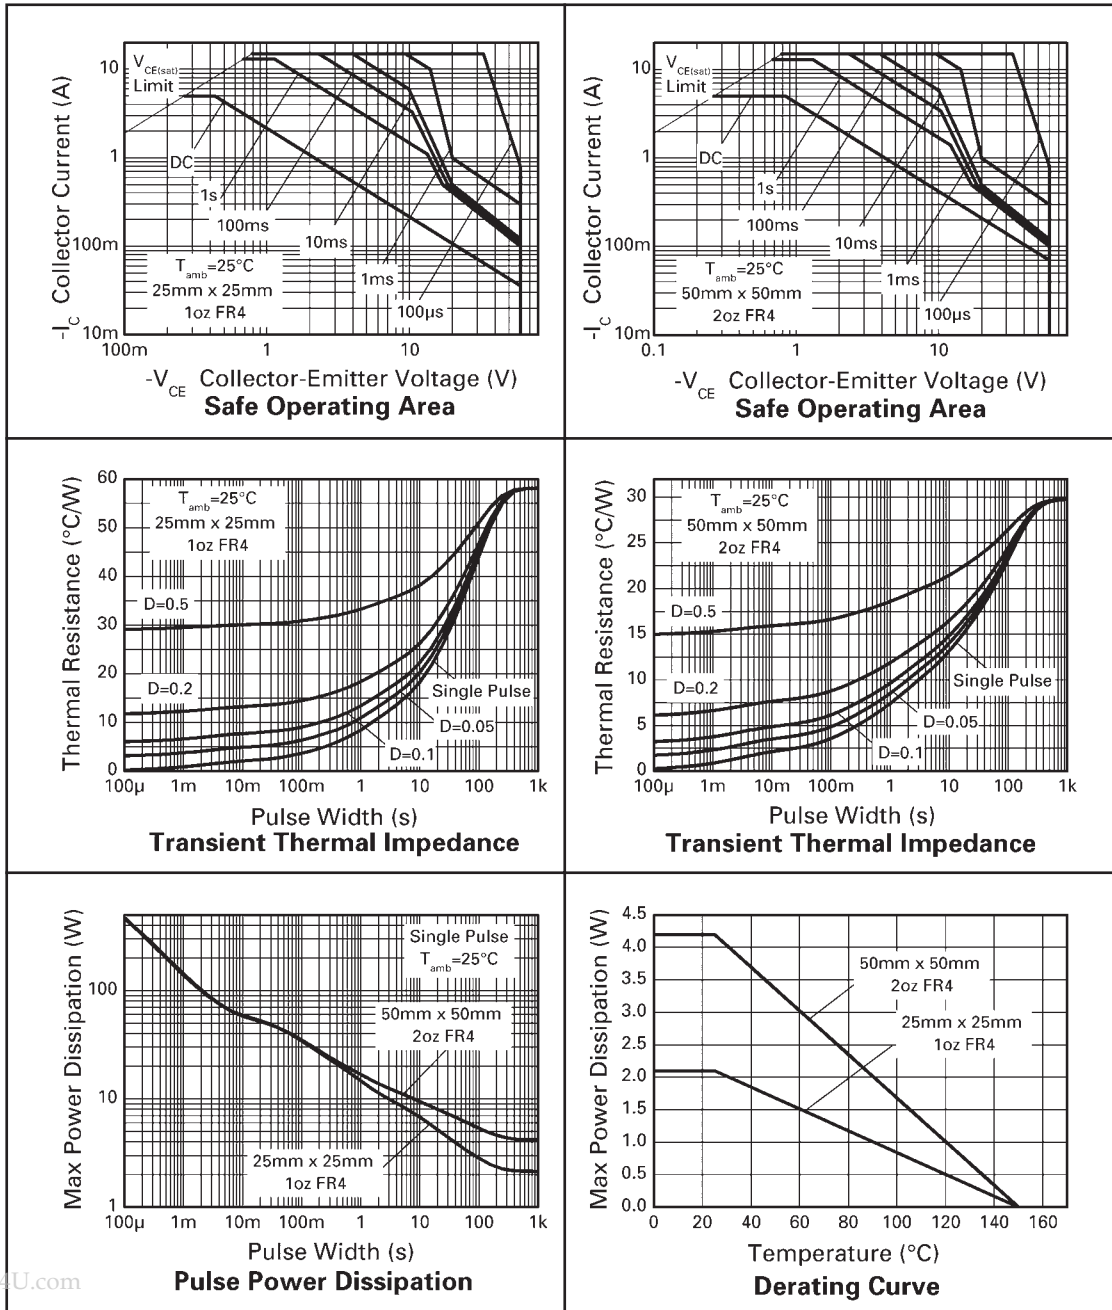 10
1
100m
10m
V CE(sat)
Limit
DC
1s
100ms
10ms
1ms
100µs
T amb =25°C
25mm x 25mm
1oz FR4
100m 1 10
-I C Collector Current (A)
-V CE Collector-Emitter Voltage (V)
Safe Operating Area
10
1
100m
10m
V CE(sat)
Limit
DC
1s
100ms
10ms
1ms
100µs
T amb =25°C
50mm x 50mm
2oz FR4
0.1 1 10
-I C Collector Current (A)
-V CE Collector-Emitter Voltage (V)
Safe Operating Area
60
50
40
30
20
10
0
T amb =25°C
25mm x 25mm
1oz FR4
D=0.5
D=0.2
Single Pulse
D=0.05
D=0.1
100µ 1m 10m 100m 1 10 100 1k
Thermal Resistance (°C/W)
Pulse Width (s)
Transient Thermal Impedance
30
25
20
15
10
5
0
T amb =25°C
50mm x 50mm
2oz FR4
D=0.5
D=0.2
Single Pulse
D=0.05
D=0.1
100µ 1m 10m 100m 1 10 100 1k
Thermal Resistance (°C/W)
Pulse Width (s)
Transient Thermal Impedance
100
10
1
Single Pulse
T amb =25°C
50mm x 50mm
2oz FR4
25mm x 25mm
1oz FR4
100µ 1m 10m 100m 1 10 100 1k
Max Power Dissipation (W)
Pulse Width (s)
Pulse Power Dissipation
4.5
4.0
3.5
3.0
2.5
2.0
1.5
1.0
0.5
0.0
50mm x 50mm
2oz FR4
25mm x 25mm
1oz FR4
0 20 40 60 80 100 120 140 160
Max Power Dissipation (W)
Temperature (°C)
Derating Curve
4U.com